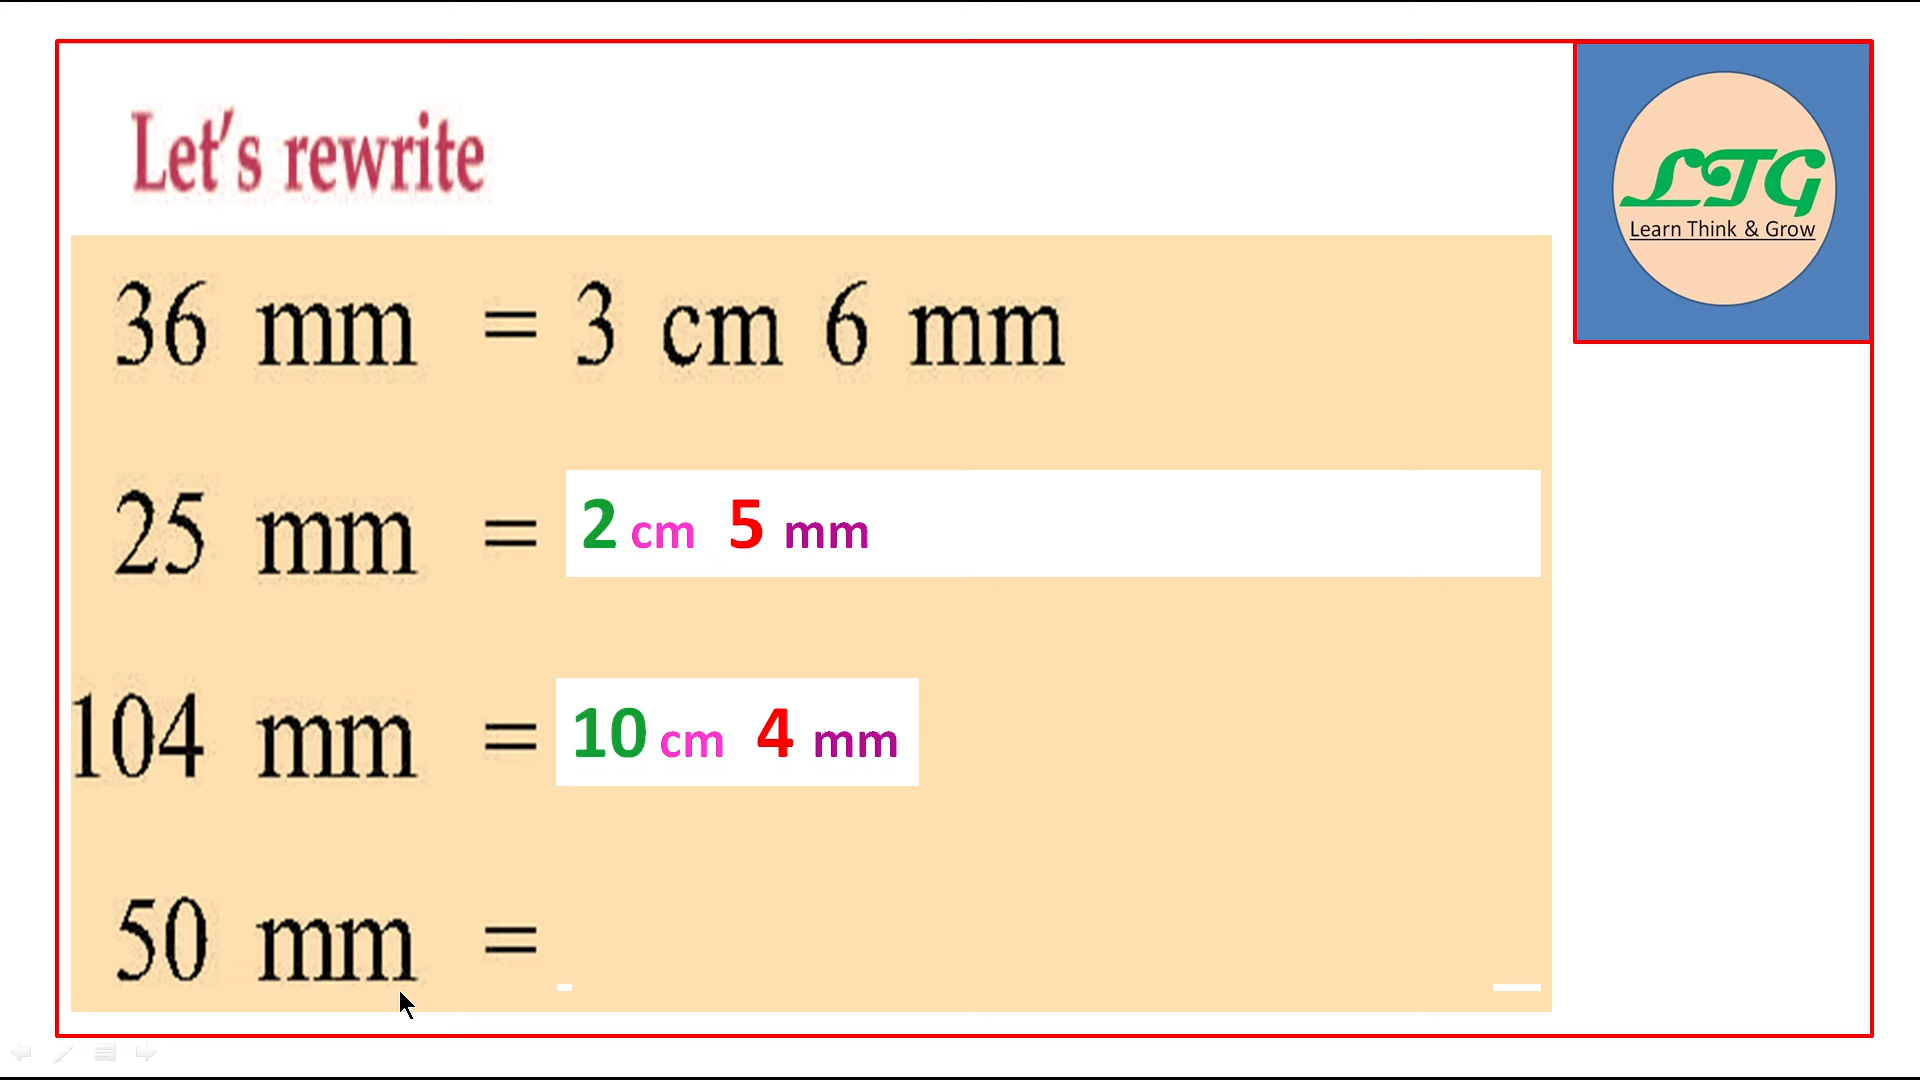 Let's rewrite
LTG
Learn Think & Grow
36 mm = 3 cm 6 mm
25 mm = 2 cm 5 mm
104 mm = 10 cm 4 mm
50 mm =